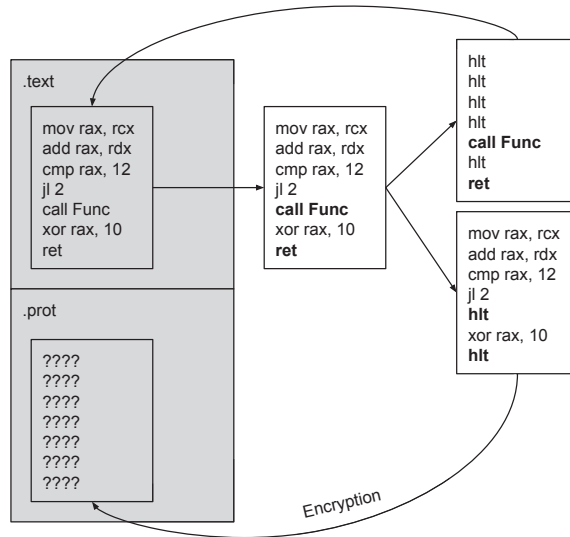 .text
mov rax, rcx
add rax, rdx
cmp rax, 12
jl 2
call Func
xor rax, 10
ret
.prot
????
????
????
????
????
????
????
mov rax, rcx
add rax, rdx
cmp rax, 12
jl 2
call Func
xor rax, 10
ret
hlt
hlt
hlt
hlt
call Func
hlt
ret
mov rax, rcx
add rax, rdx
cmp rax, 12
jl 2
hlt
xor rax, 10
hlt
Encryption